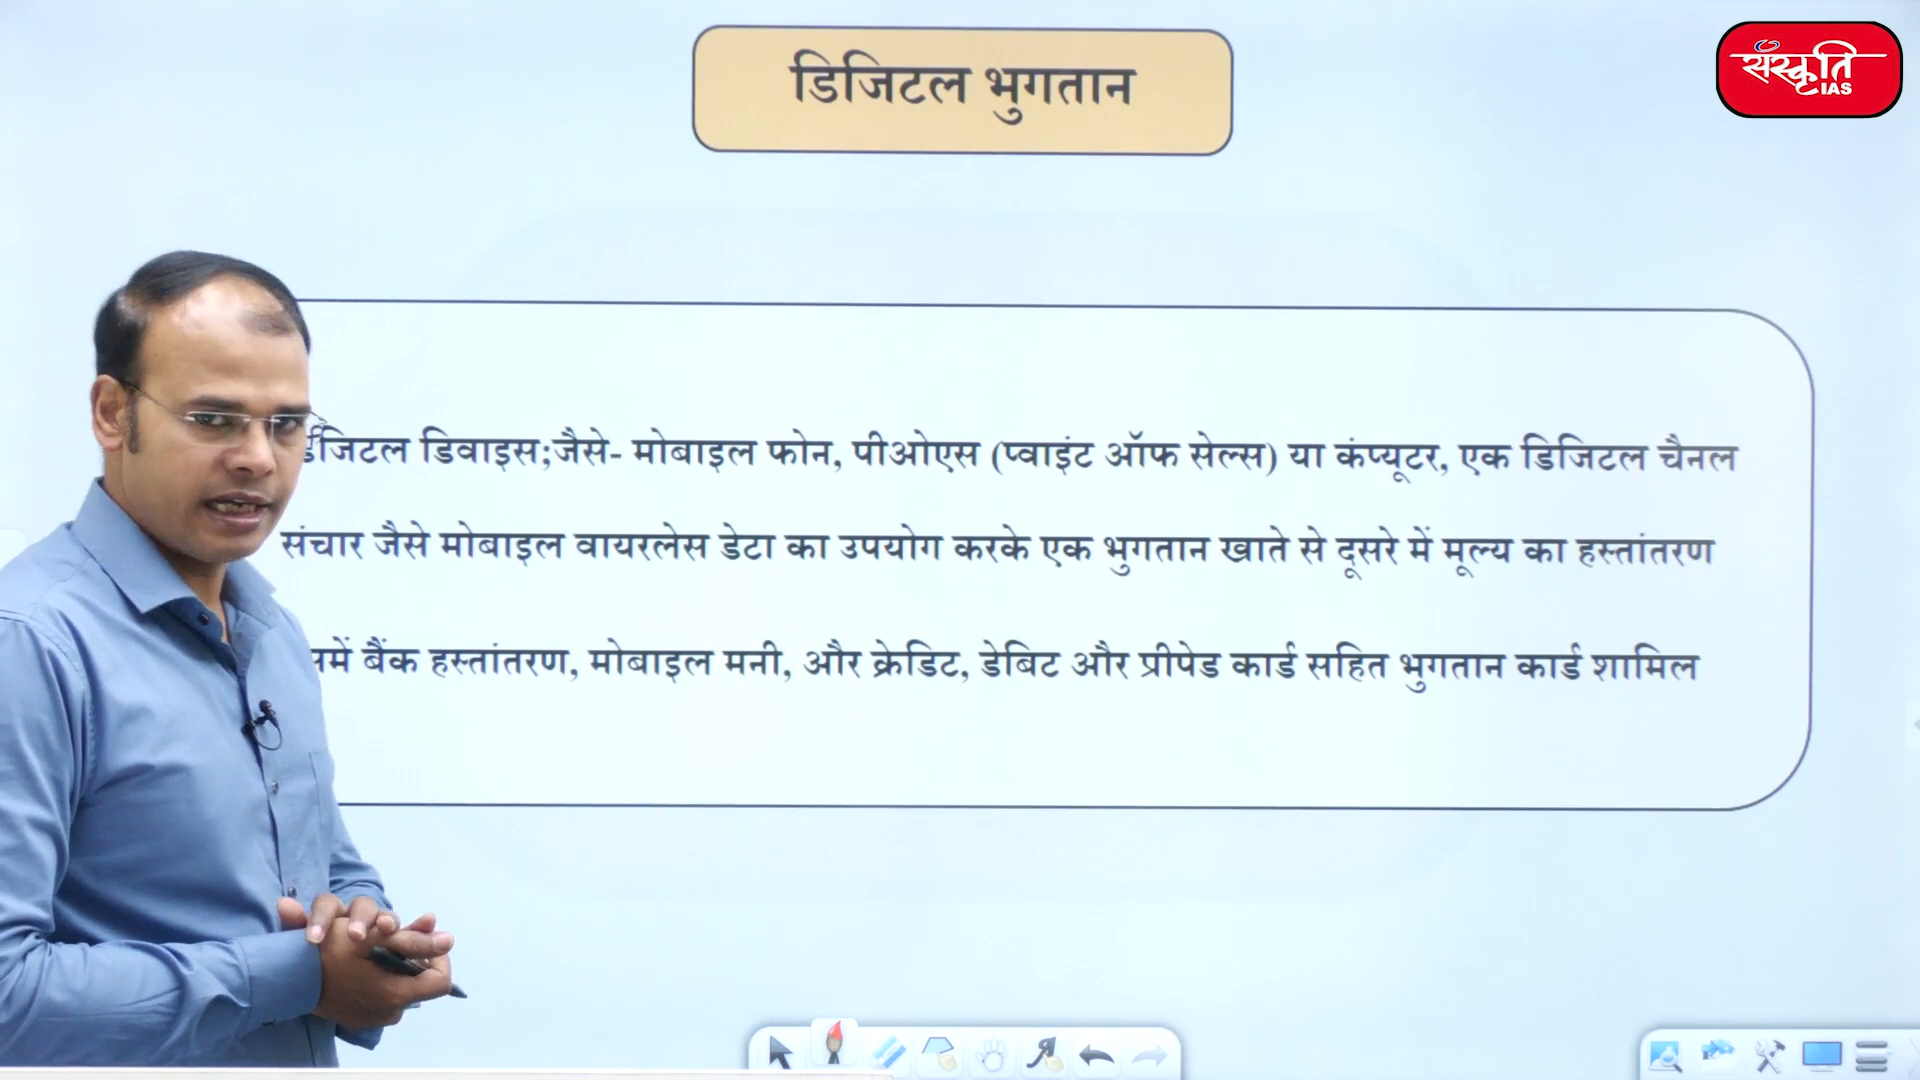 डिजिटल भुगतान
संस्कृति
IAS
डिवाइस;जैसे- मोबाइल फोन, पीओएस (प्वाइंट ऑफ सेल्स) या कंप्यूटर, एक डिजिटल चैनल
संचार जैसे मोबाइल वायरलेस डेटा का उपयोग करके एक भुगतान खाते से दूसरे में मूल्य का हस्तांतरण
बैंक हस्तांतरण, मोबाइल मनी, और क्रेडिट, डेबिट और प्रीपेड कार्ड सहित भुगतान कार्ड शामिल